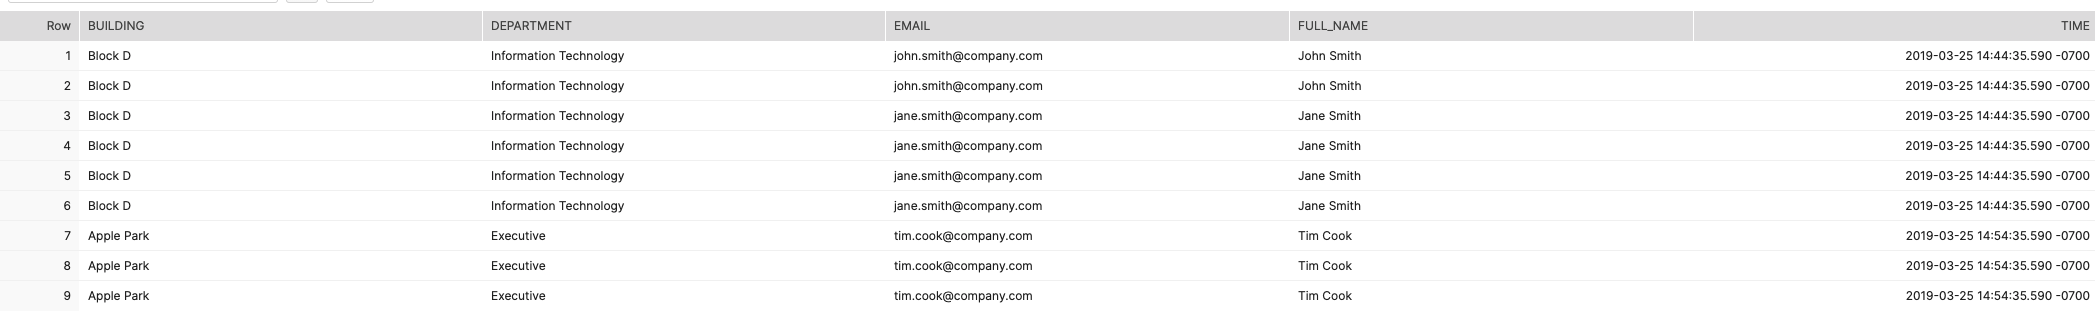 Row BUILDING DEPARTMENT EMAIL FULL_NAME TIME
1 Block D Information Technology john.smith@company.com John Smith 2019-03-25 14:44:35.590 -0700
2 Block D Information Technology john.smith@company.com John Smith 2019-03-25 14:44:35.590 -0700
3 Block D Information Technology jane.smith@company.com Jane Smith 2019-03-25 14:44:35.590 -0700
4 Block D Information Technology jane.smith@company.com Jane Smith 2019-03-25 14:44:35.590 -0700
5 Block D Information Technology jane.smith@company.com Jane Smith 2019-03-25 14:44:35.590 -0700
6 Block D Information Technology jane.smith@company.com Jane Smith 2019-03-25 14:44:35.590 -0700
7 Apple Park Executive tim.cook@company.com Tim Cook 2019-03-25 14:54:35.590 -0700
8 Apple Park Executive tim.cook@company.com Tim Cook 2019-03-25 14:54:35.590 -0700
9 Apple Park Executive tim.cook@company.com Tim Cook 2019-03-25 14:54:35.590 -0700